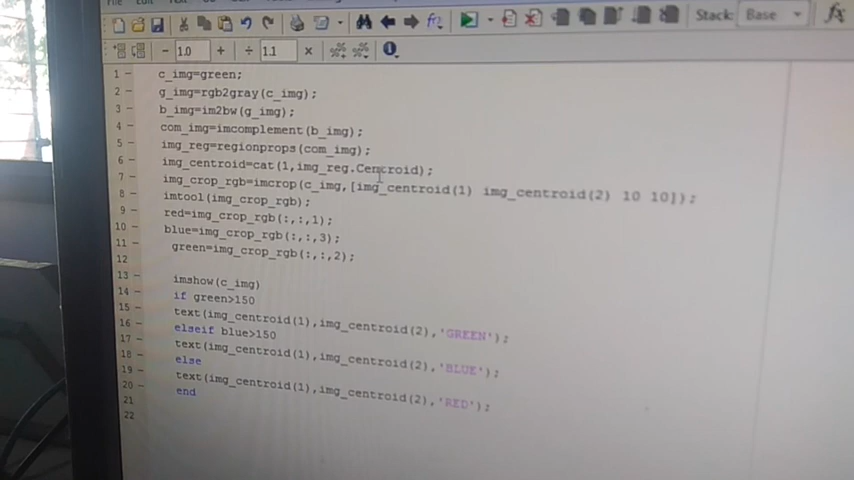 Stack: Base
1.0
1.1
1 c_img=green;
2 g_img=rgb2gray(c_img);
3 b_img=im2bw(g_img);
4 com_img=imcomplement(b_img);
5 img_reg=regionprops(com_img);
6 img_centroid=cat(1,img_reg.Centroid);
7 img_crop_rgb=imcrop(c_img,[img_centroid(1) img_centroid(2) 10 10]);
8 imtool(img_crop_rgb);
9 red=img_crop_rgb(:,:,1);
10 blue=img_crop_rgb(:,:,3);
11 green=img_crop_rgb(:,:,2);
12
13 imshow(c_img)
14 if green>150
15 text(img_centroid(1),img_centroid(2),'GREEN');
16 elseif blue>150
17 text(img_centroid(1),img_centroid(2),'BLUE');
18 else
19 text(img_centroid(1),img_centroid(2),'RED');
20 end
21
22